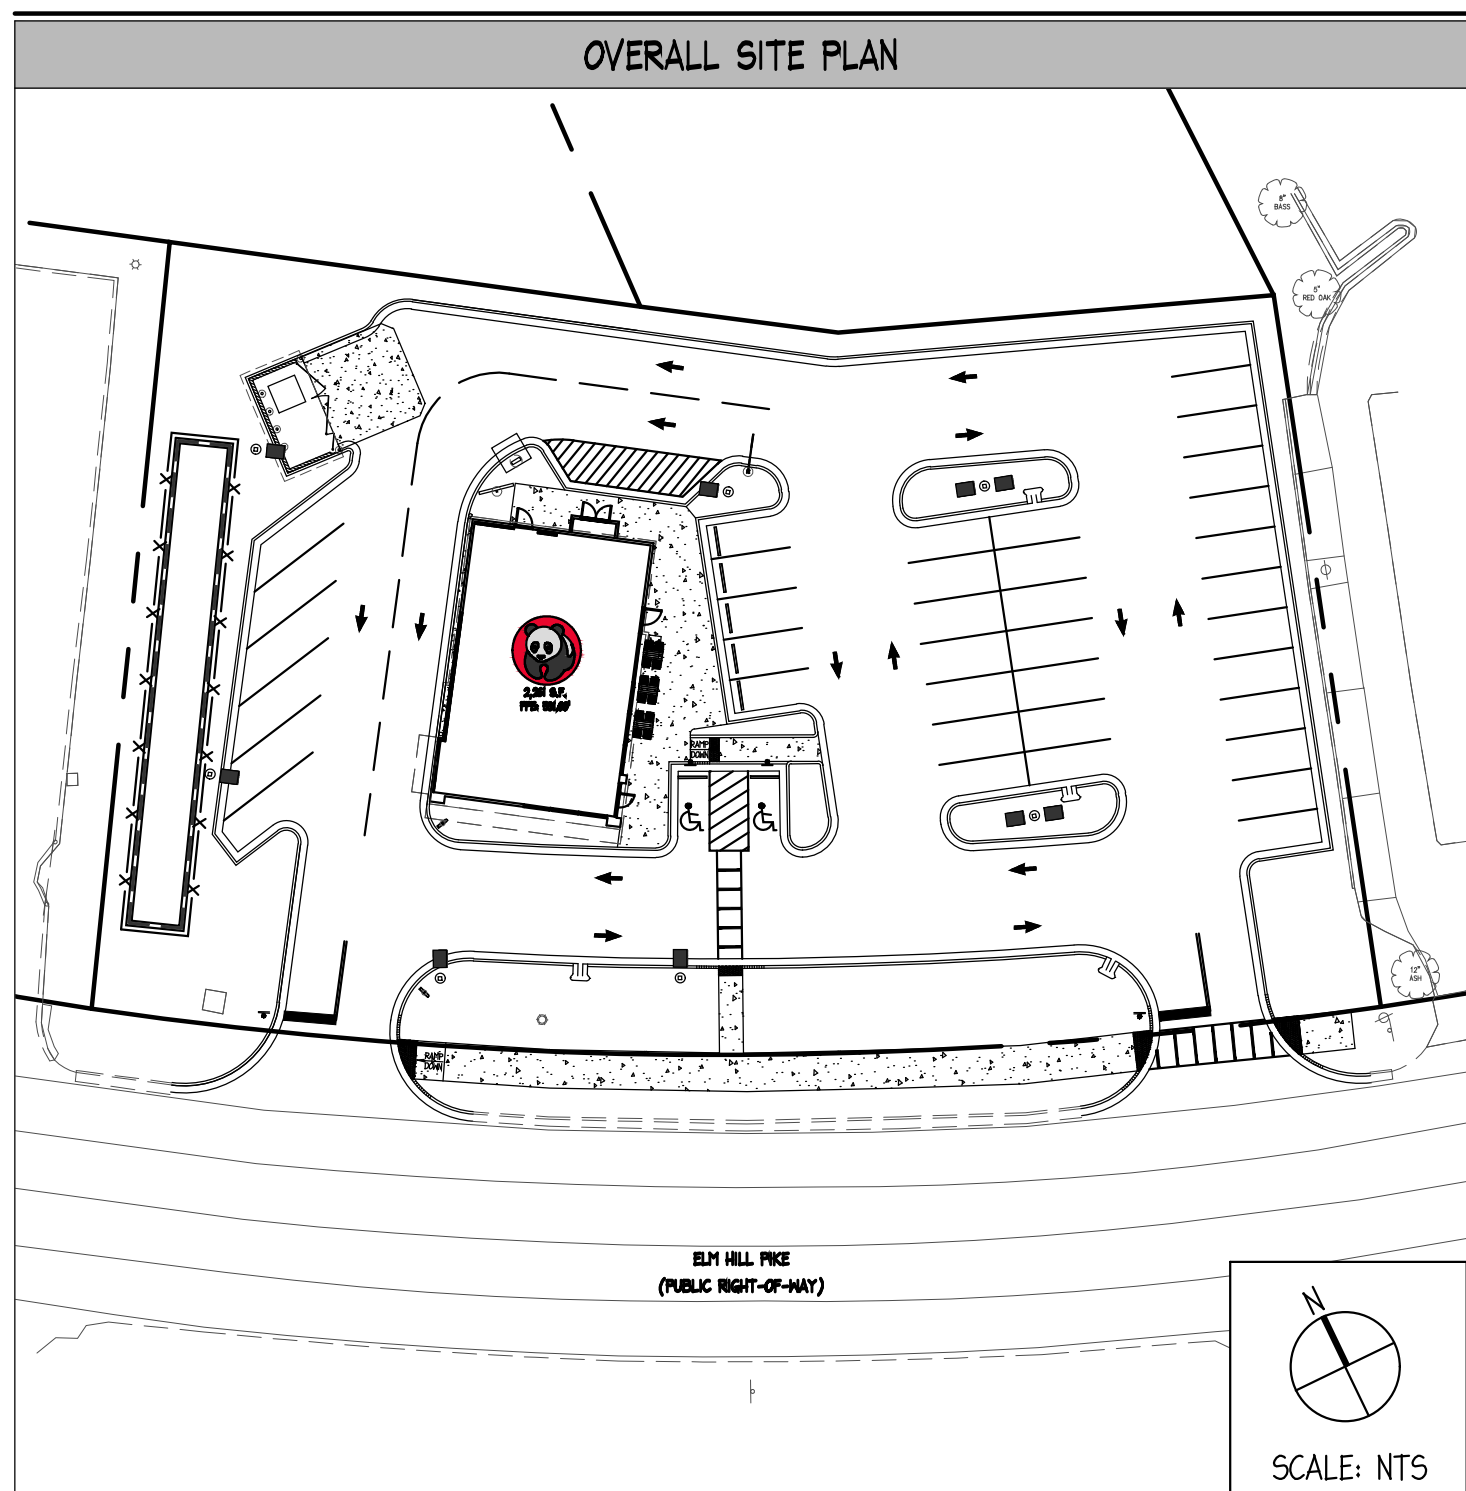 OVERALL SITE PLAN
8"
BASS
RED OAK
RAMP
DOWN
RAMP
DOWN
12"
ASH
ELM HILL PIKE
(PUBLIC RIGHT-OF-WAY)
N
SCALE: NTS